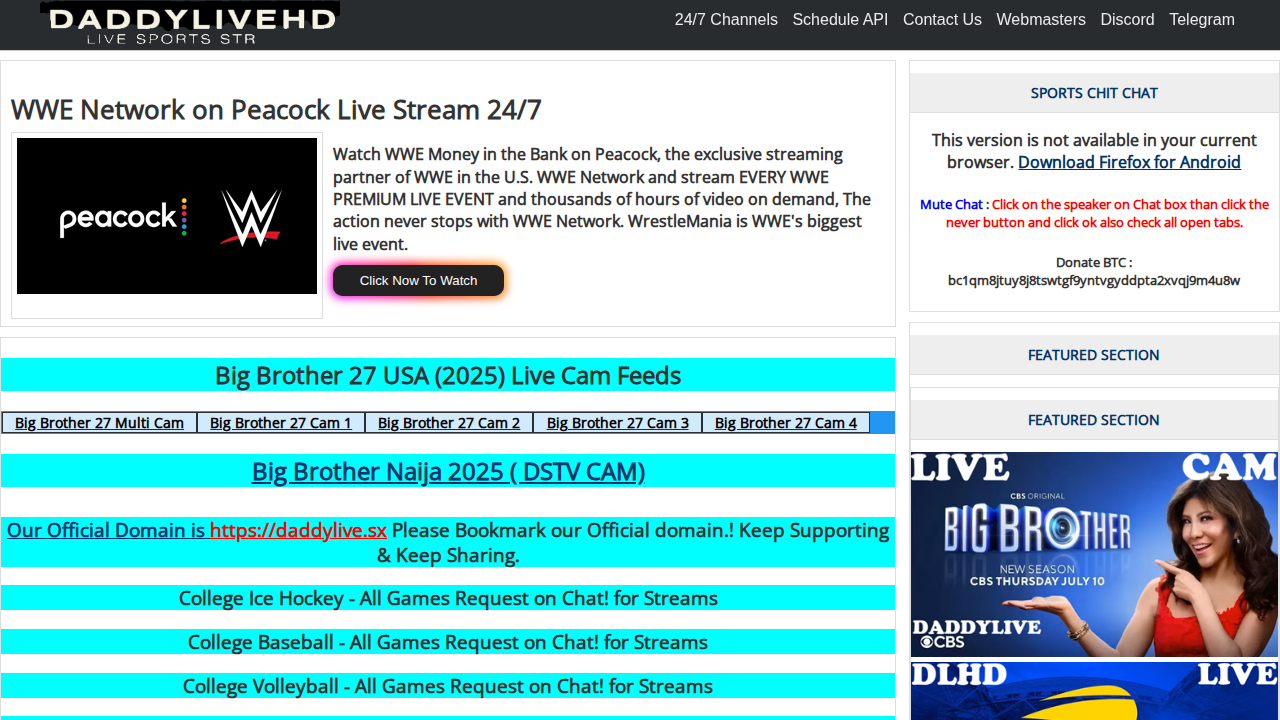 DADDYLIVEHD
LIVE SPORTS STR
24/7 Channels Schedule API Contact Us Webmasters Discord Telegram
WWE Network on Peacock Live Stream 24/7
peacock W
Watch WWE Money in the Bank on Peacock, the exclusive streaming
partner of WWE in the U.S. WWE Network and stream EVERY WWE
PREMIUM LIVE EVENT and thousands of hours of video on demand, The
action never stops with WWE Network. WrestleMania is WWE's biggest
live event.
Click Now To Watch
Big Brother 27 USA (2025) Live Cam Feeds
Big Brother 27 Multi Cam Big Brother 27 Cam 1 Big Brother 27 Cam 2 Big Brother 27 Cam 3 Big Brother 27 Cam 4
Big Brother Naija 2025 ( DSTV CAM)
Our Official Domain is https://daddylive.sx Please Bookmark our Official domain.! Keep Supporting
& Keep Sharing.
College Ice Hockey - All Games Request on Chat! for Streams
College Baseball - All Games Request on Chat! for Streams
College Volleyball - All Games Request on Chat! for Streams
SPORTS CHIT CHAT
This version is not available in your current
browser. Download Firefox for Android
Mute Chat : Click on the speaker on Chat box than click the
never button and click ok also check all open tabs.
Donate BTC :
bc1qm8jtuy8j8tswtgf9yntvgyddpta2xvqj9m4u8w
FEATURED SECTION
FEATURED SECTION
LIVE CAM
CBS ORIGINAL
BIG BROTHER
NEW SEASON
CBS THURSDAY JULY 10
DADDYLIVE
CBS
DLHD LIVE